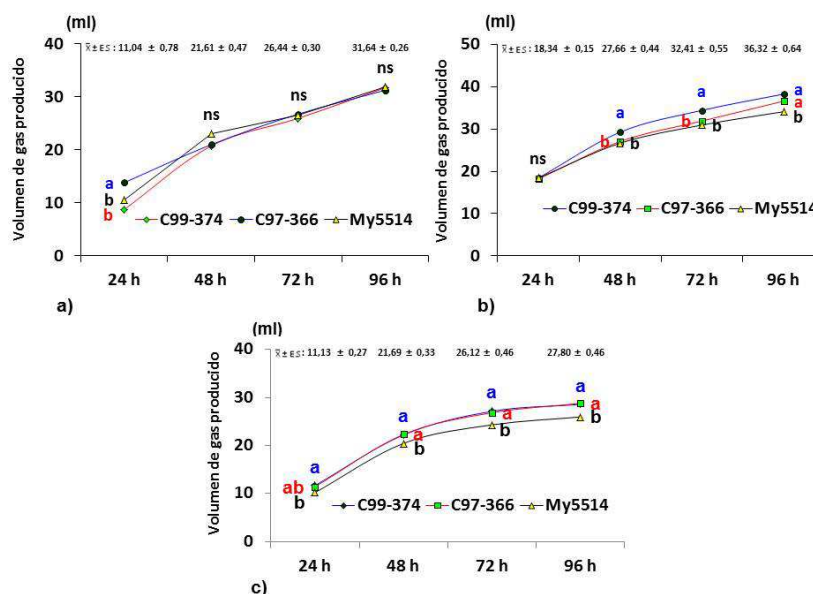 (ml)
x̄ ± ES: 11,04 ± 0,78 21,61 ± 0,47 26,44 ± 0,30 31,64 ± 0,26
Volumen de gas producido
40
30
20
10
0
ns
ns
ns
a
b
b
C99-374 C97-366 My5514
24 h 48 h 72 h 96 h
a)
(ml)
x̄ ± ES: 18,34 ± 0,15 27,66 ± 0,44 32,41 ± 0,55 36,32 ± 0,64
Volumen de gas producido
50
40
30
20
10
0
ns
a
b
b
a
b
b
a
a
b
C99-374 C97-366 My5514
24 h 48 h 72 h 96 h
b)
(ml)
x̄ ± ES: 11,13 ± 0,27 21,69 ± 0,33 26,12 ± 0,46 27,80 ± 0,46
Volumen de gas producido
40
30
20
10
0
a
ab
b
a
a
b
a
a
b
a
a
b
C99-374 C97-366 My5514
24 h 48 h 72 h 96 h
c)